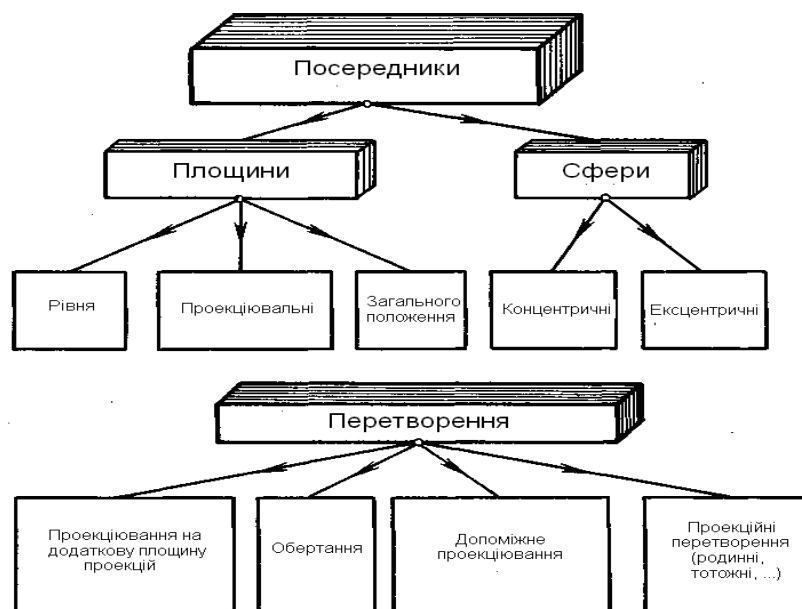 Посередники
Площини
Сфери
Рівня
Проекціювальні
Загального
положення
Концентричні
Ексцентричні
Перетворення
Проекціювання на
додаткову площину
проекцій
Обертання
Допоміжне
проекціювання
Проекційні
перетворення
(родинні,
тотожні, ...)